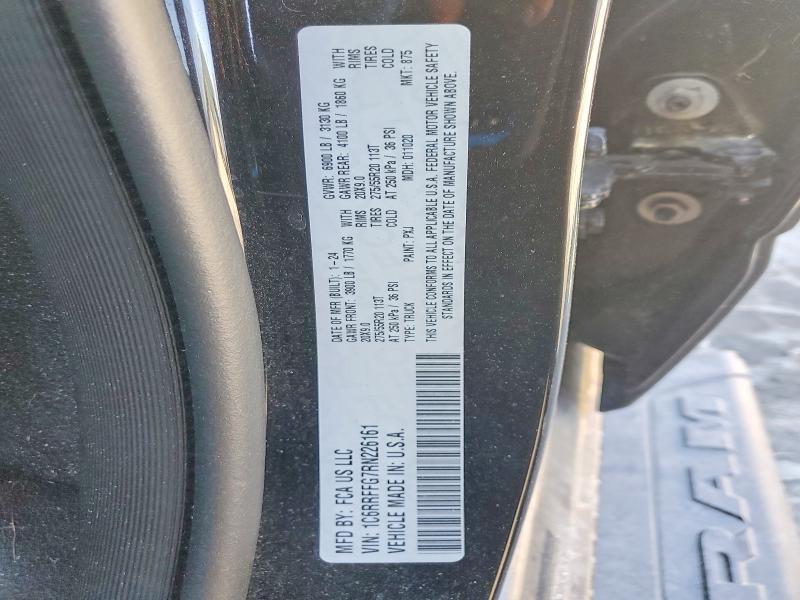 MFD BY: FCA US LLC
DATE OF MFR (BUILT): 1-24
GVWR: 6900 LB / 3130 KG
GAWR FRONT: 3900 LB / 1770 KG WITH
GAWR REAR: 4100 LB / 1860 KG WITH
20X9.0 RIMS
20X9.0 RIMS
275/55R20 113T TIRES
275/55R20 113T TIRES
AT 250 kPa / 36 PSI COLD
AT 250 kPa / 36 PSI COLD
VIN: 1C6RRFFG7RN226161
TYPE: TRUCK PAINT: PXJ MDH: 011020 MKT: 875
VEHICLE MADE IN: U.S.A.
THIS VEHICLE CONFORMS TO ALL APPLICABLE U.S.A. FEDERAL MOTOR VEHICLE SAFETY
STANDARDS IN EFFECT ON THE DATE OF MANUFACTURE SHOWN ABOVE.
RAM